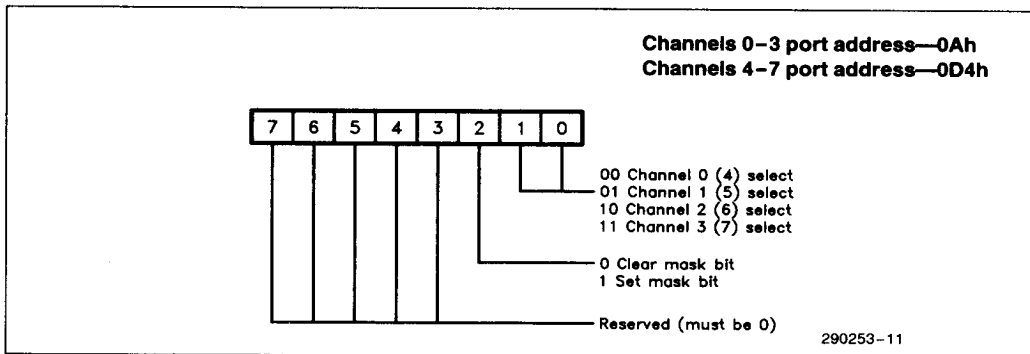 Channels 0–3 port address—0Ah
Channels 4–7 port address—0D4h
7 6 5 4 3 2 1 0
00 Channel 0 (4) select
01 Channel 1 (5) select
10 Channel 2 (6) select
11 Channel 3 (7) select
0 Clear mask bit
1 Set mask bit
Reserved (must be 0)
290253–11